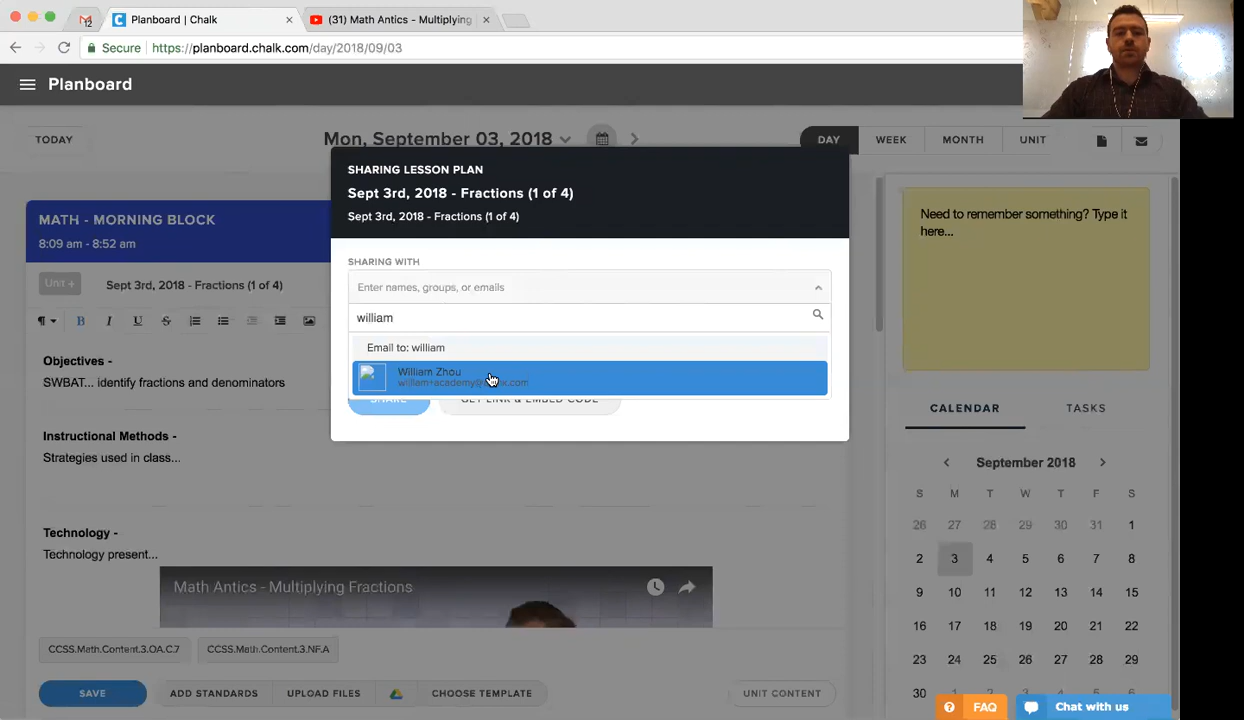 12
Planboard | Chalk ×
(31) Math Antics - Multiplying ×
Secure https://planboard.chalk.com/day/2018/09/03
Planboard
TODAY
Mon, September 03, 2018
DAY WEEK MONTH UNIT
SHARING LESSON PLAN
Sept 3rd, 2018 - Fractions (1 of 4)
Sept 3rd, 2018 - Fractions (1 of 4)
SHARING WITH
Enter names, groups, or emails
william
Email to: william
William Zhou
SHARE GET LINK & EMBED CODE
MATH - MORNING BLOCK
8:09 am - 8:52 am
Unit + Sept 3rd, 2018 - Fractions (1 of 4)
¶ B I U S
Objectives -
SWBAT... identify fractions and denominators
Instructional Methods -
Strategies used in class...
Technology -
Technology present...
Math Antics - Multiplying Fractions
CCSS.Math.Content.3.OA.C.7 CCSS.Math.Content.3.NF.A
SAVE ADD STANDARDS UPLOAD FILES CHOOSE TEMPLATE UNIT CONTENT
Need to remember something? Type it
here...
CALENDAR TASKS
September 2018
S M T W T F S
26 27 28 29 30 31 1
2 3 4 5 6 7 8
9 10 11 12 13 14 15
16 17 18 19 20 21 22
23 24 25 26 27 28 29
30 1
? FAQ Chat with us